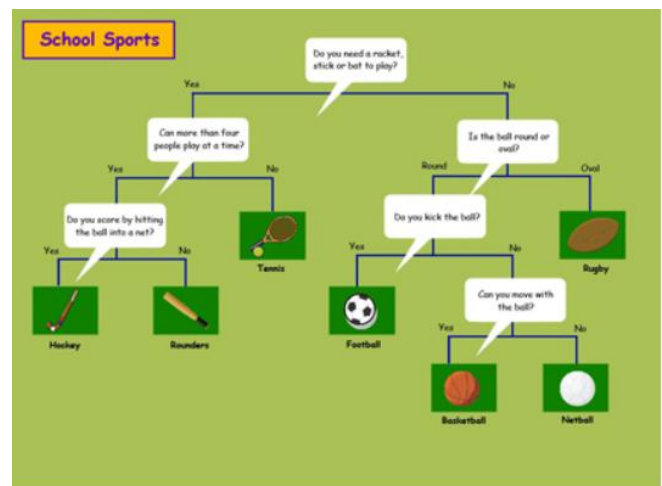 School Sports
Do you need a racket,
stick or bat to play?
Yes
No
Can more than four
people play at a time?
Is the ball round or
oval?
Yes
No
Round
Oval
Do you score by hitting
the ball into a net?
Do you kick the ball?
Yes
No
Tennis
Yes
No
Rugby
Can you move with
the ball?
Hockey
Rounders
Football
Yes
No
Basketball
Netball